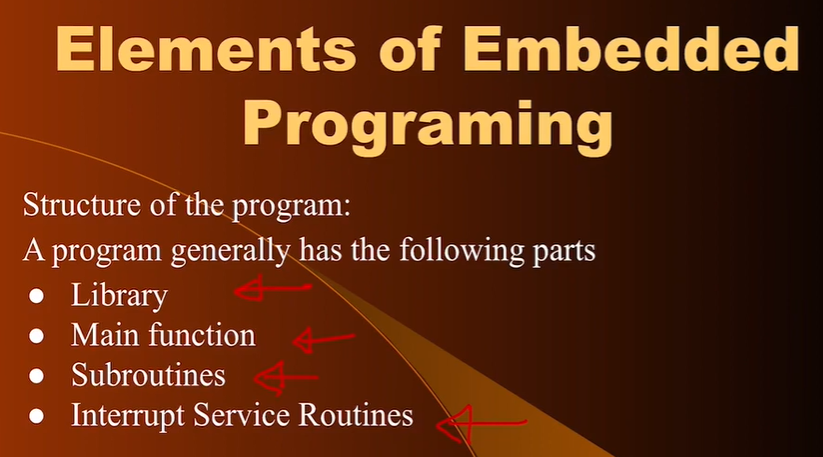 Elements of Embedded
Programing
Structure of the program:
A program generally has the following parts
● Library
● Main function
● Subroutines
● Interrupt Service Routines